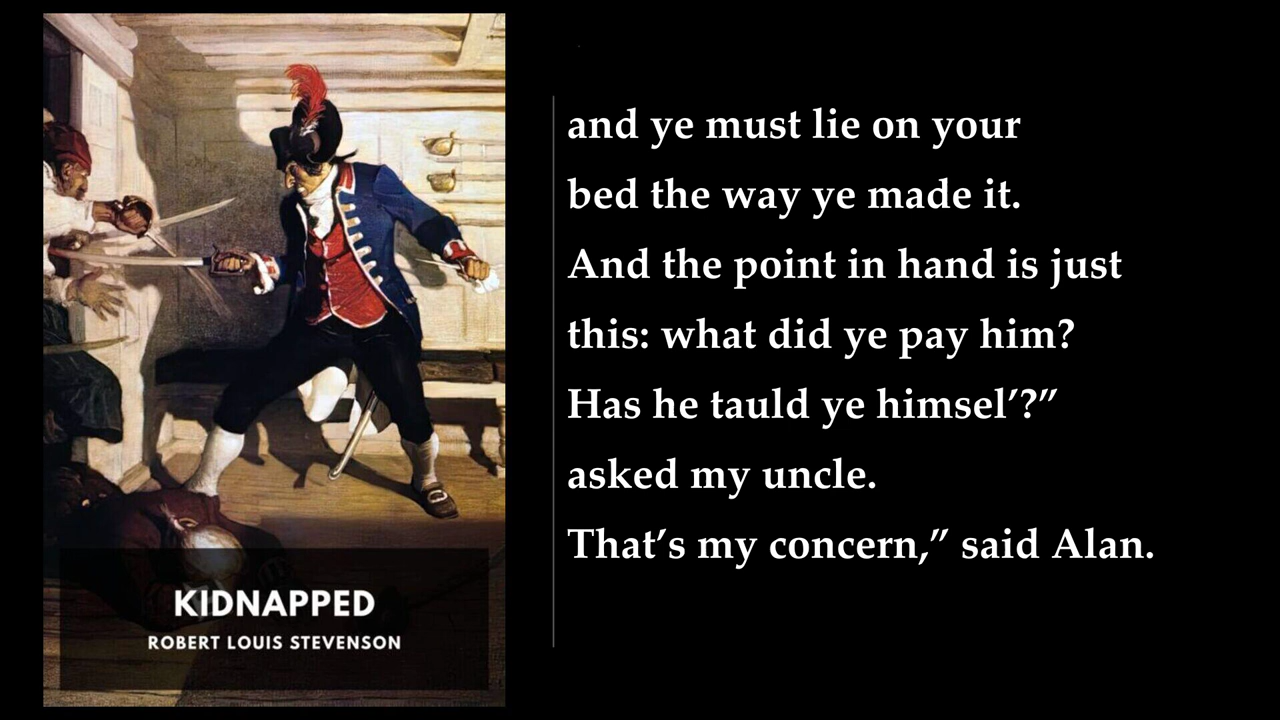 KIDNAPPED
ROBERT LOUIS STEVENSON
and ye must lie on your
bed the way ye made it.
And the point in hand is just
this: what did ye pay him?
Has he tauld ye himsel’?”
asked my uncle.
That’s my concern,” said Alan.